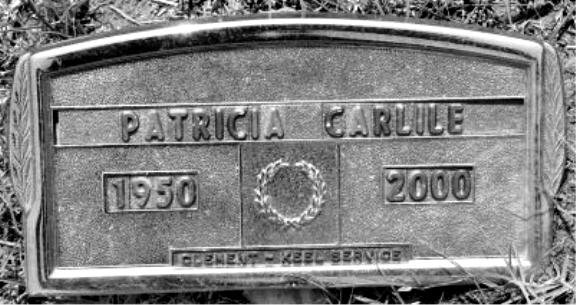 PATRICIA CARLILE
1950 2000
CLEMENT - KEEL SERVICE